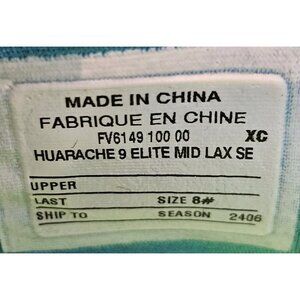 MADE IN CHINA
FABRIQUE EN CHINE
FV6149 100 00 XC
HUARACHE 9 ELITE MID LAX SE
UPPER
LAST SIZE 8#
SHIP TO SEASON 2406